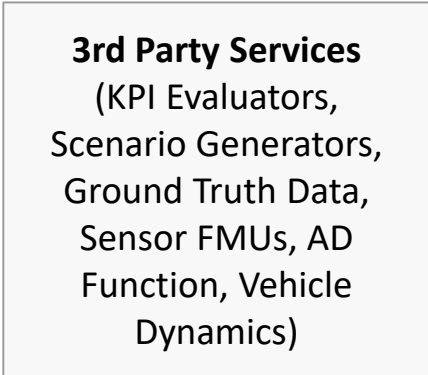 3rd Party Services
(KPI Evaluators,
Scenario Generators,
Ground Truth Data,
Sensor FMUs, AD
Function, Vehicle
Dynamics)